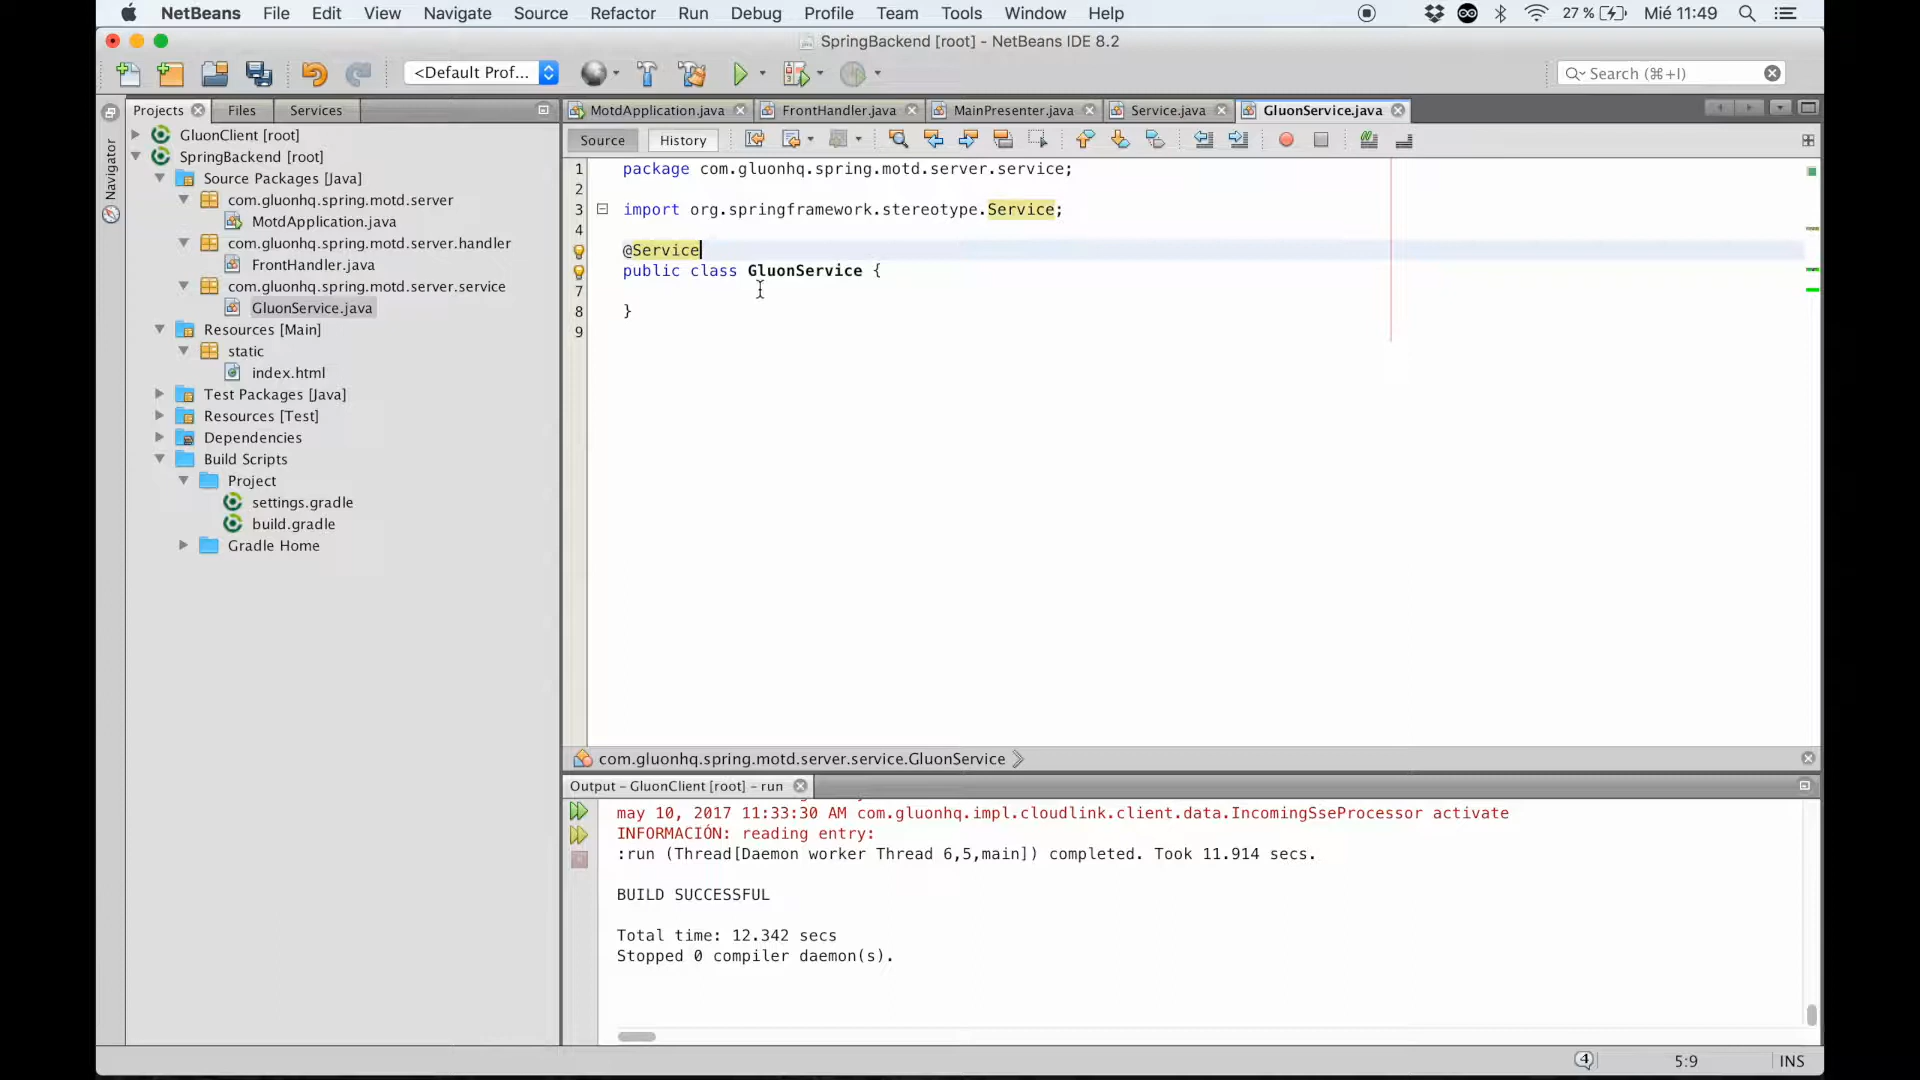 NetBeans File Edit View Navigate Source Refactor Run Debug Profile Team Tools Window Help 27 % Mié 11:49
SpringBackend [root] - NetBeans IDE 8.2
<Default Prof... Search (⌘+I)
Projects Files Services MotdApplication.java FrontHandler.java MainPresenter.java Service.java GluonService.java
Source History
Navigator
GluonClient [root]
SpringBackend [root]
Source Packages [Java]
com.gluonhq.spring.motd.server
MotdApplication.java
com.gluonhq.spring.motd.server.handler
FrontHandler.java
com.gluonhq.spring.motd.server.service
GluonService.java
Resources [Main]
static
index.html
Test Packages [Java]
Resources [Test]
Dependencies
Build Scripts
Project
settings.gradle
build.gradle
Gradle Home
1 package com.gluonhq.spring.motd.server.service;
2
3 import org.springframework.stereotype.Service;
4
@Service
public class GluonService {
7
8 }
9
com.gluonhq.spring.motd.server.service.GluonService
Output – GluonClient [root] – run
may 10, 2017 11:33:30 AM com.gluonhq.impl.cloudlink.client.data.IncomingSseProcessor activate
INFORMACIÓN: reading entry:
:run (Thread[Daemon worker Thread 6,5,main]) completed. Took 11.914 secs.
BUILD SUCCESSFUL
Total time: 12.342 secs
Stopped 0 compiler daemon(s).
4 5:9 INS